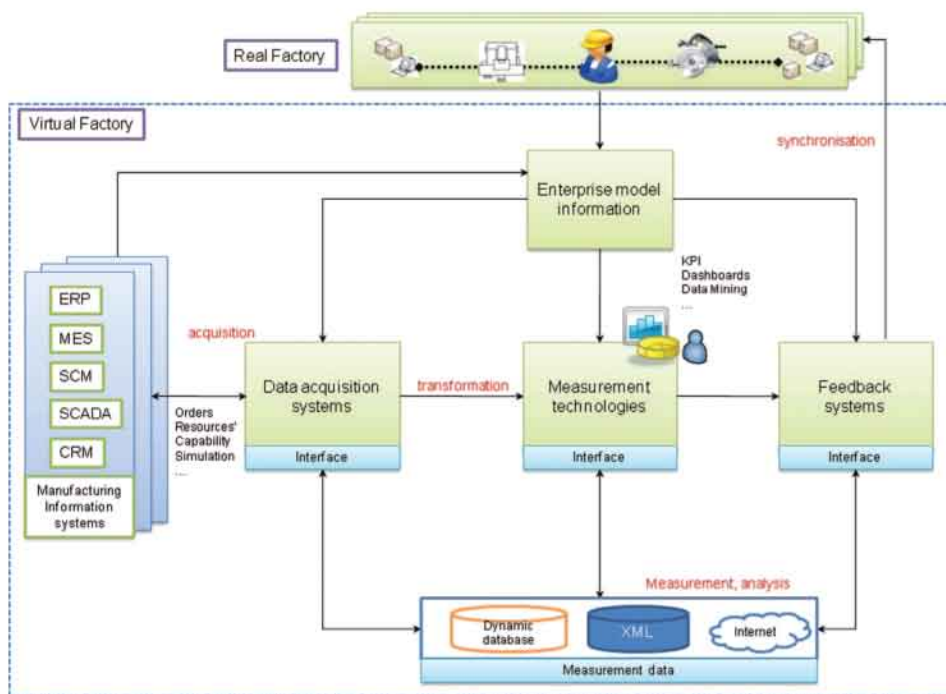 Real Factory
Virtual Factory
synchronisation
Enterprise model
information
KPI
Dashboards
Data Mining
...
ERP
MES
SCM
SCADA
CRM
Manufacturing
Information
systems
acquisition
Orders
Resources'
Capability
Simulation
...
Data acquisition
systems
Interface
transformation
Measurement
technologies
Interface
Feedback
systems
Interface
Measurement, analysis
Dynamic
database
XML
Internet
Measurement data